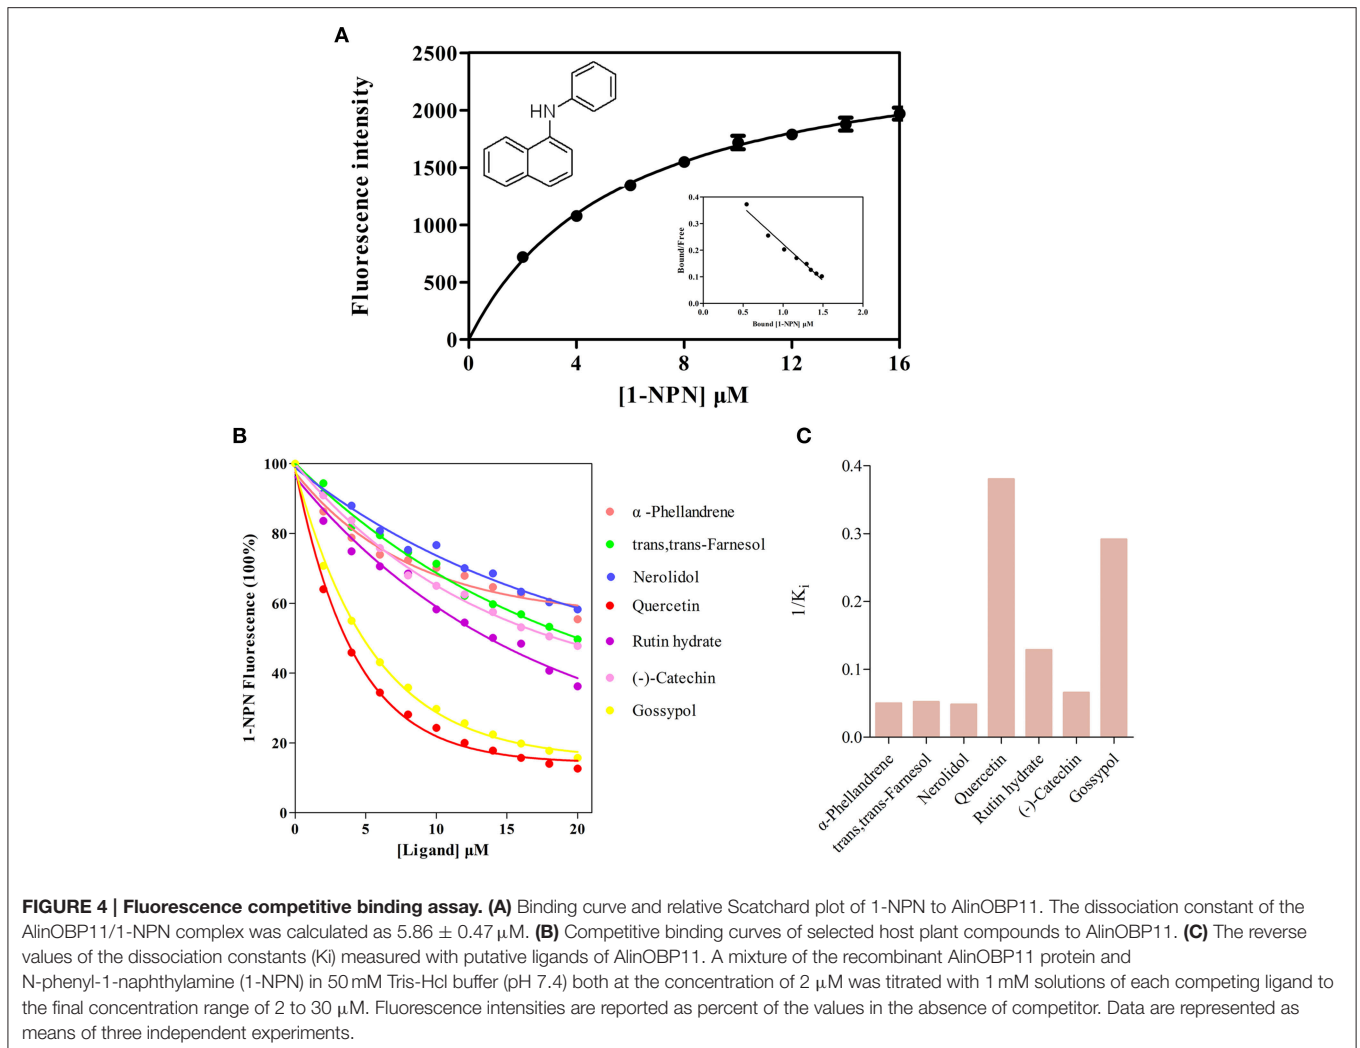 A
Fluorescence intensity
2500
2000
1500
1000
500
0
0 4 8 12 16
[1-NPN] μM
HN
Bound/Free
0.4
0.3
0.2
0.1
0.0
0.0 0.5 1.0 1.5 2.0
Bound [1-NPN] μM
B
1-NPN Fluorescence (100%)
100
80
60
40
20
0
0 5 10 15 20
[Ligand] μM
α -Phellandrene
trans,trans-Farnesol
Nerolidol
Quercetin
Rutin hydrate
(-)-Catechin
Gossypol
C
1/Ki
0.4
0.3
0.2
0.1
0.0
α-Phellandrene
trans,trans-Farnesol
Nerolidol
Quercetin
Rutin hydrate
(-)-Catechin
Gossypol
FIGURE 4 | Fluorescence competitive binding assay. (A) Binding curve and relative Scatchard plot of 1-NPN to AlinOBP11. The dissociation constant of the
AlinOBP11/1-NPN complex was calculated as 5.86 ± 0.47 μM. (B) Competitive binding curves of selected host plant compounds to AlinOBP11. (C) The reverse
values of the dissociation constants (Ki) measured with putative ligands of AlinOBP11. A mixture of the recombinant AlinOBP11 protein and
N-phenyl-1-naphthylamine (1-NPN) in 50 mM Tris-Hcl buffer (pH 7.4) both at the concentration of 2 μM was titrated with 1 mM solutions of each competing ligand to
the final concentration range of 2 to 30 μM. Fluorescence intensities are reported as percent of the values in the absence of competitor. Data are represented as
means of three independent experiments.